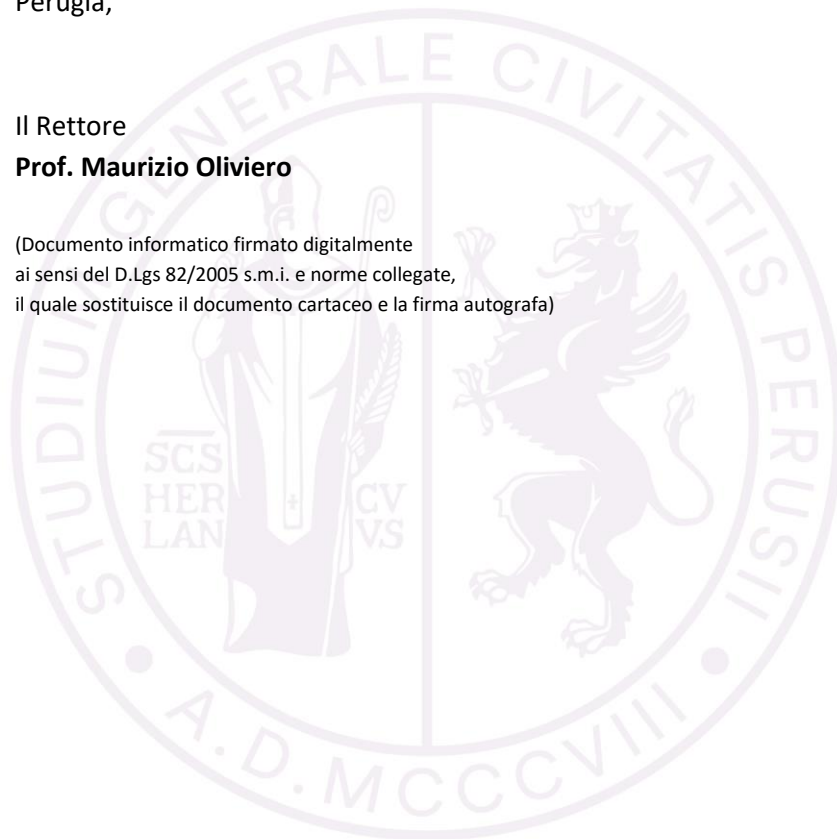 Perugia,
Il Rettore
Prof. Maurizio Oliviero
(Documento informatico firmato digitalmente
ai sensi del D.Lgs 82/2005 s.m.i. e norme collegate,
il quale sostituisce il documento cartaceo e la firma autografa)
STUDIUM GENERALE CIVITATIS PERUSII
SCS
HER
LAN
CV
VS
A.D. MCCCVIII